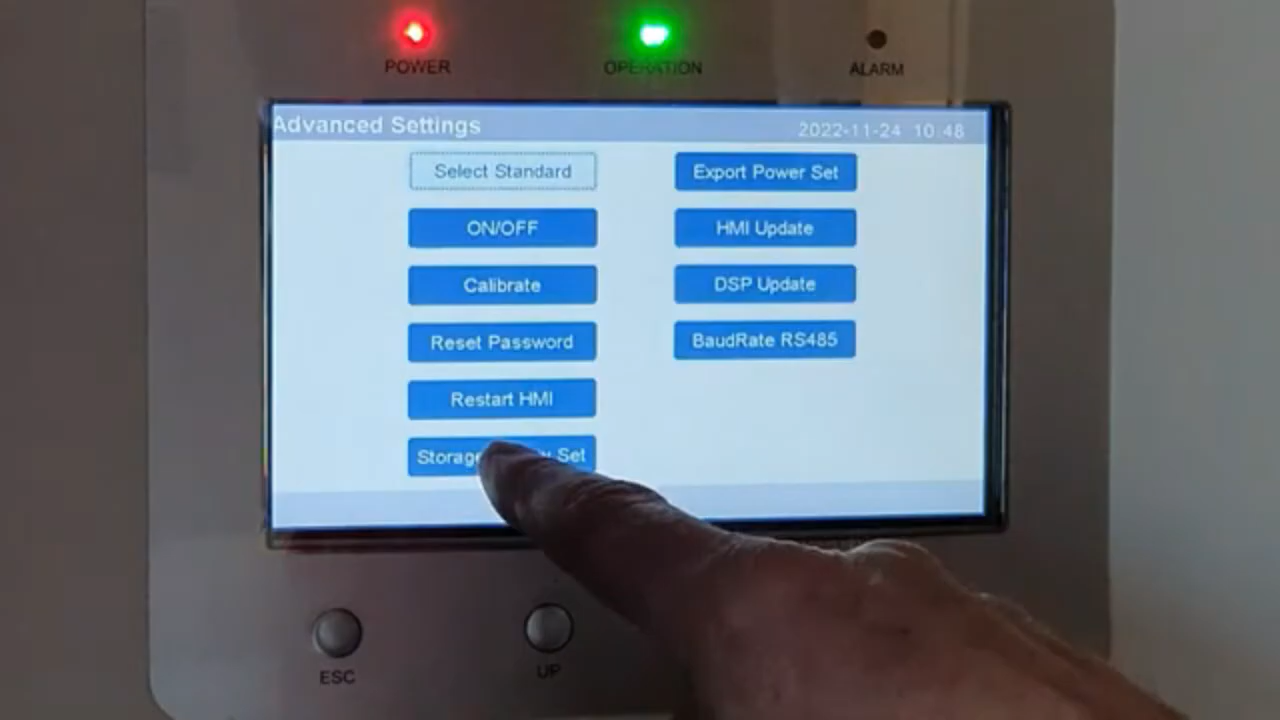 POWER
OPERATION
ALARM
Advanced Settings
2022-11-24 10:48
Select Standard
ON/OFF
Calibrate
Reset Password
Restart HMI
Storage Set
Export Power Set
HMI Update
DSP Update
BaudRate RS485
ESC
UP